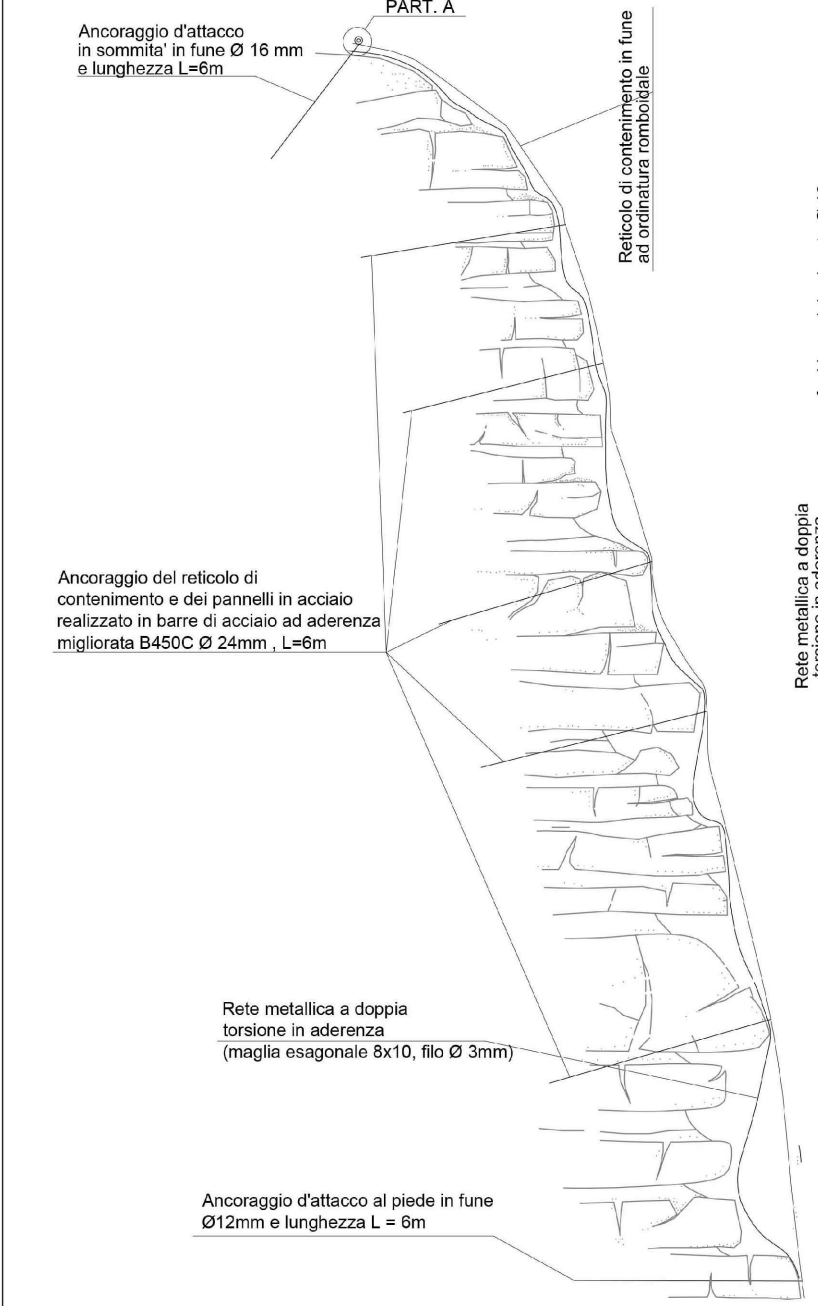 PART. A
Ancoraggio d'attacco
in sommita' in fune Ø 16 mm
e lunghezza L=6m
Reticolo di contenimento in fune
ad ordinatura romboidale
Ancoraggio del reticolo di
contenimento e dei pannelli in acciaio
realizzato in barre di acciaio ad aderenza
migliorata B450C Ø 24mm , L=6m
Rete metallica a doppia
torsione in aderenza
Rete metallica a doppia
torsione in aderenza
(maglia esagonale 8x10, filo Ø 3mm)
Ancoraggio d'attacco al piede in fune
Ø12mm e lunghezza L = 6m